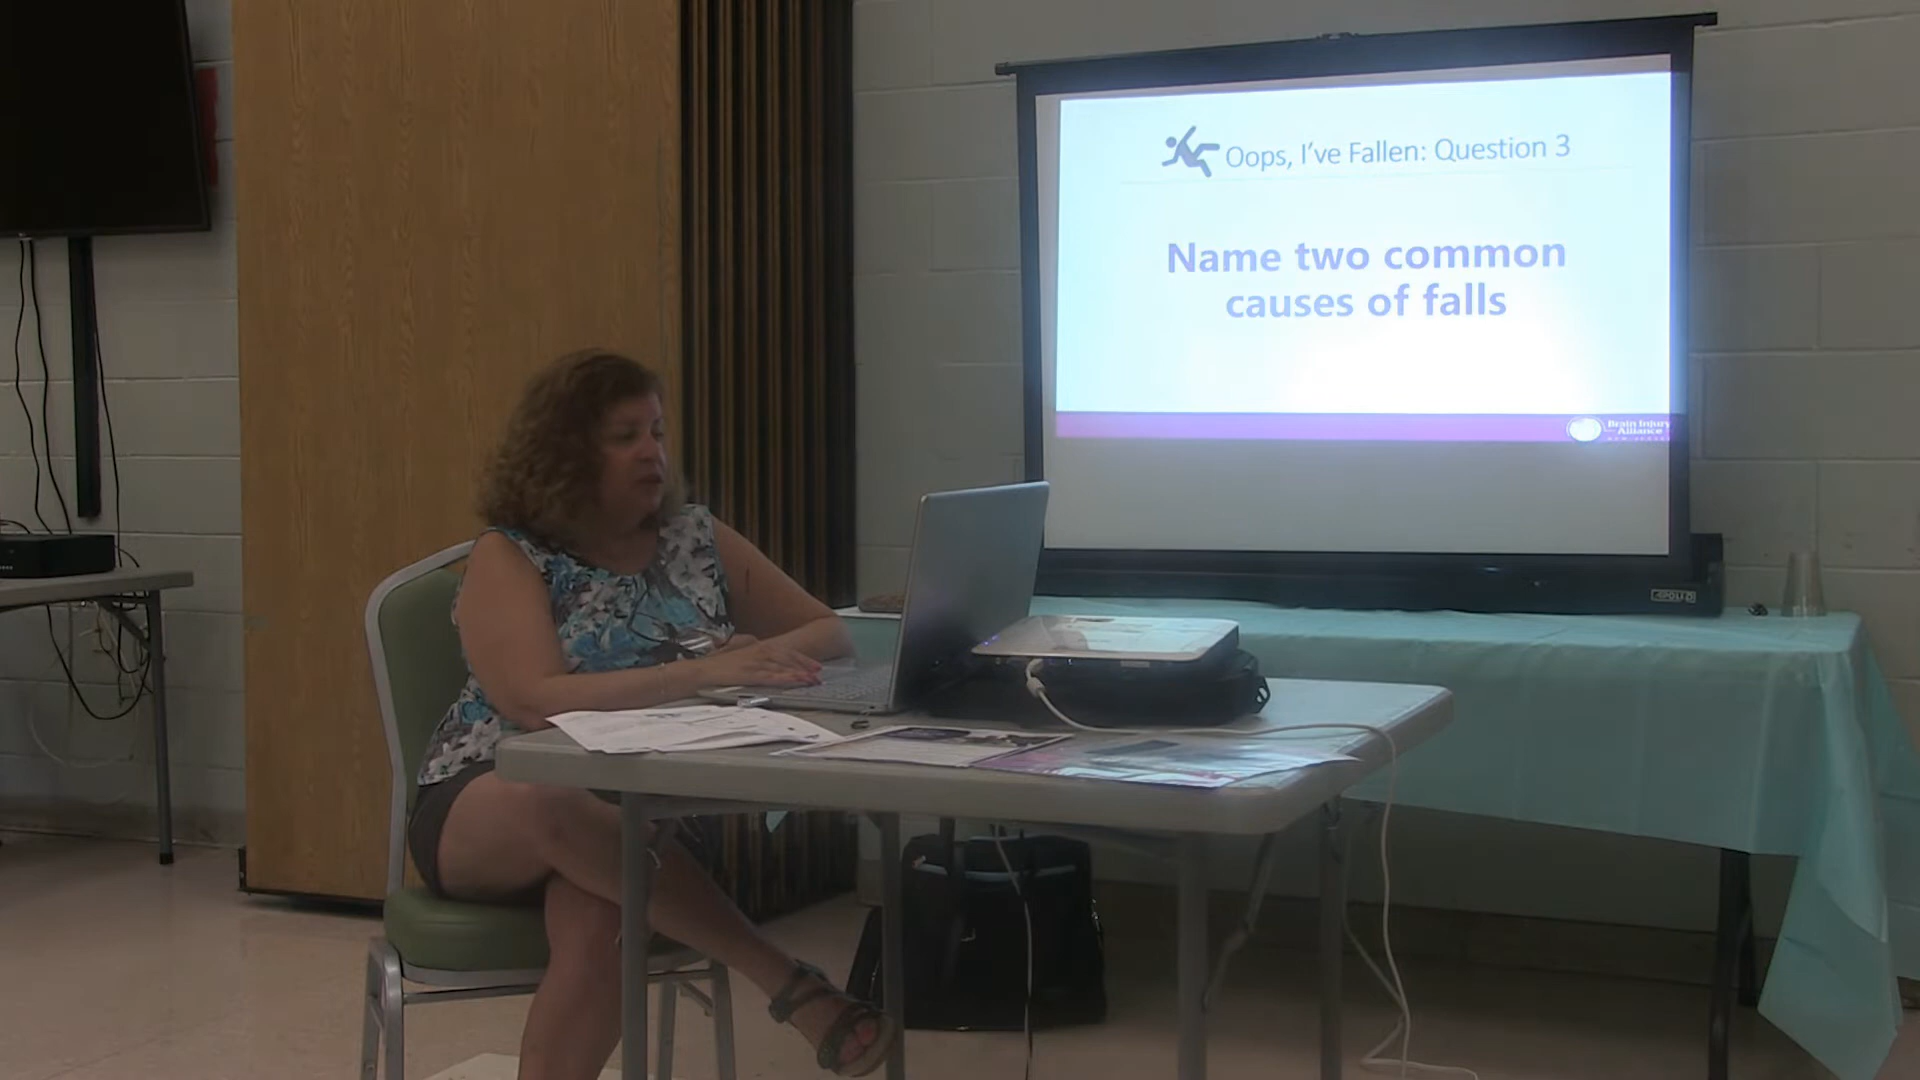 Oops, I've Fallen: Question 3
Name two common
causes of falls
Brain Injury
Alliance